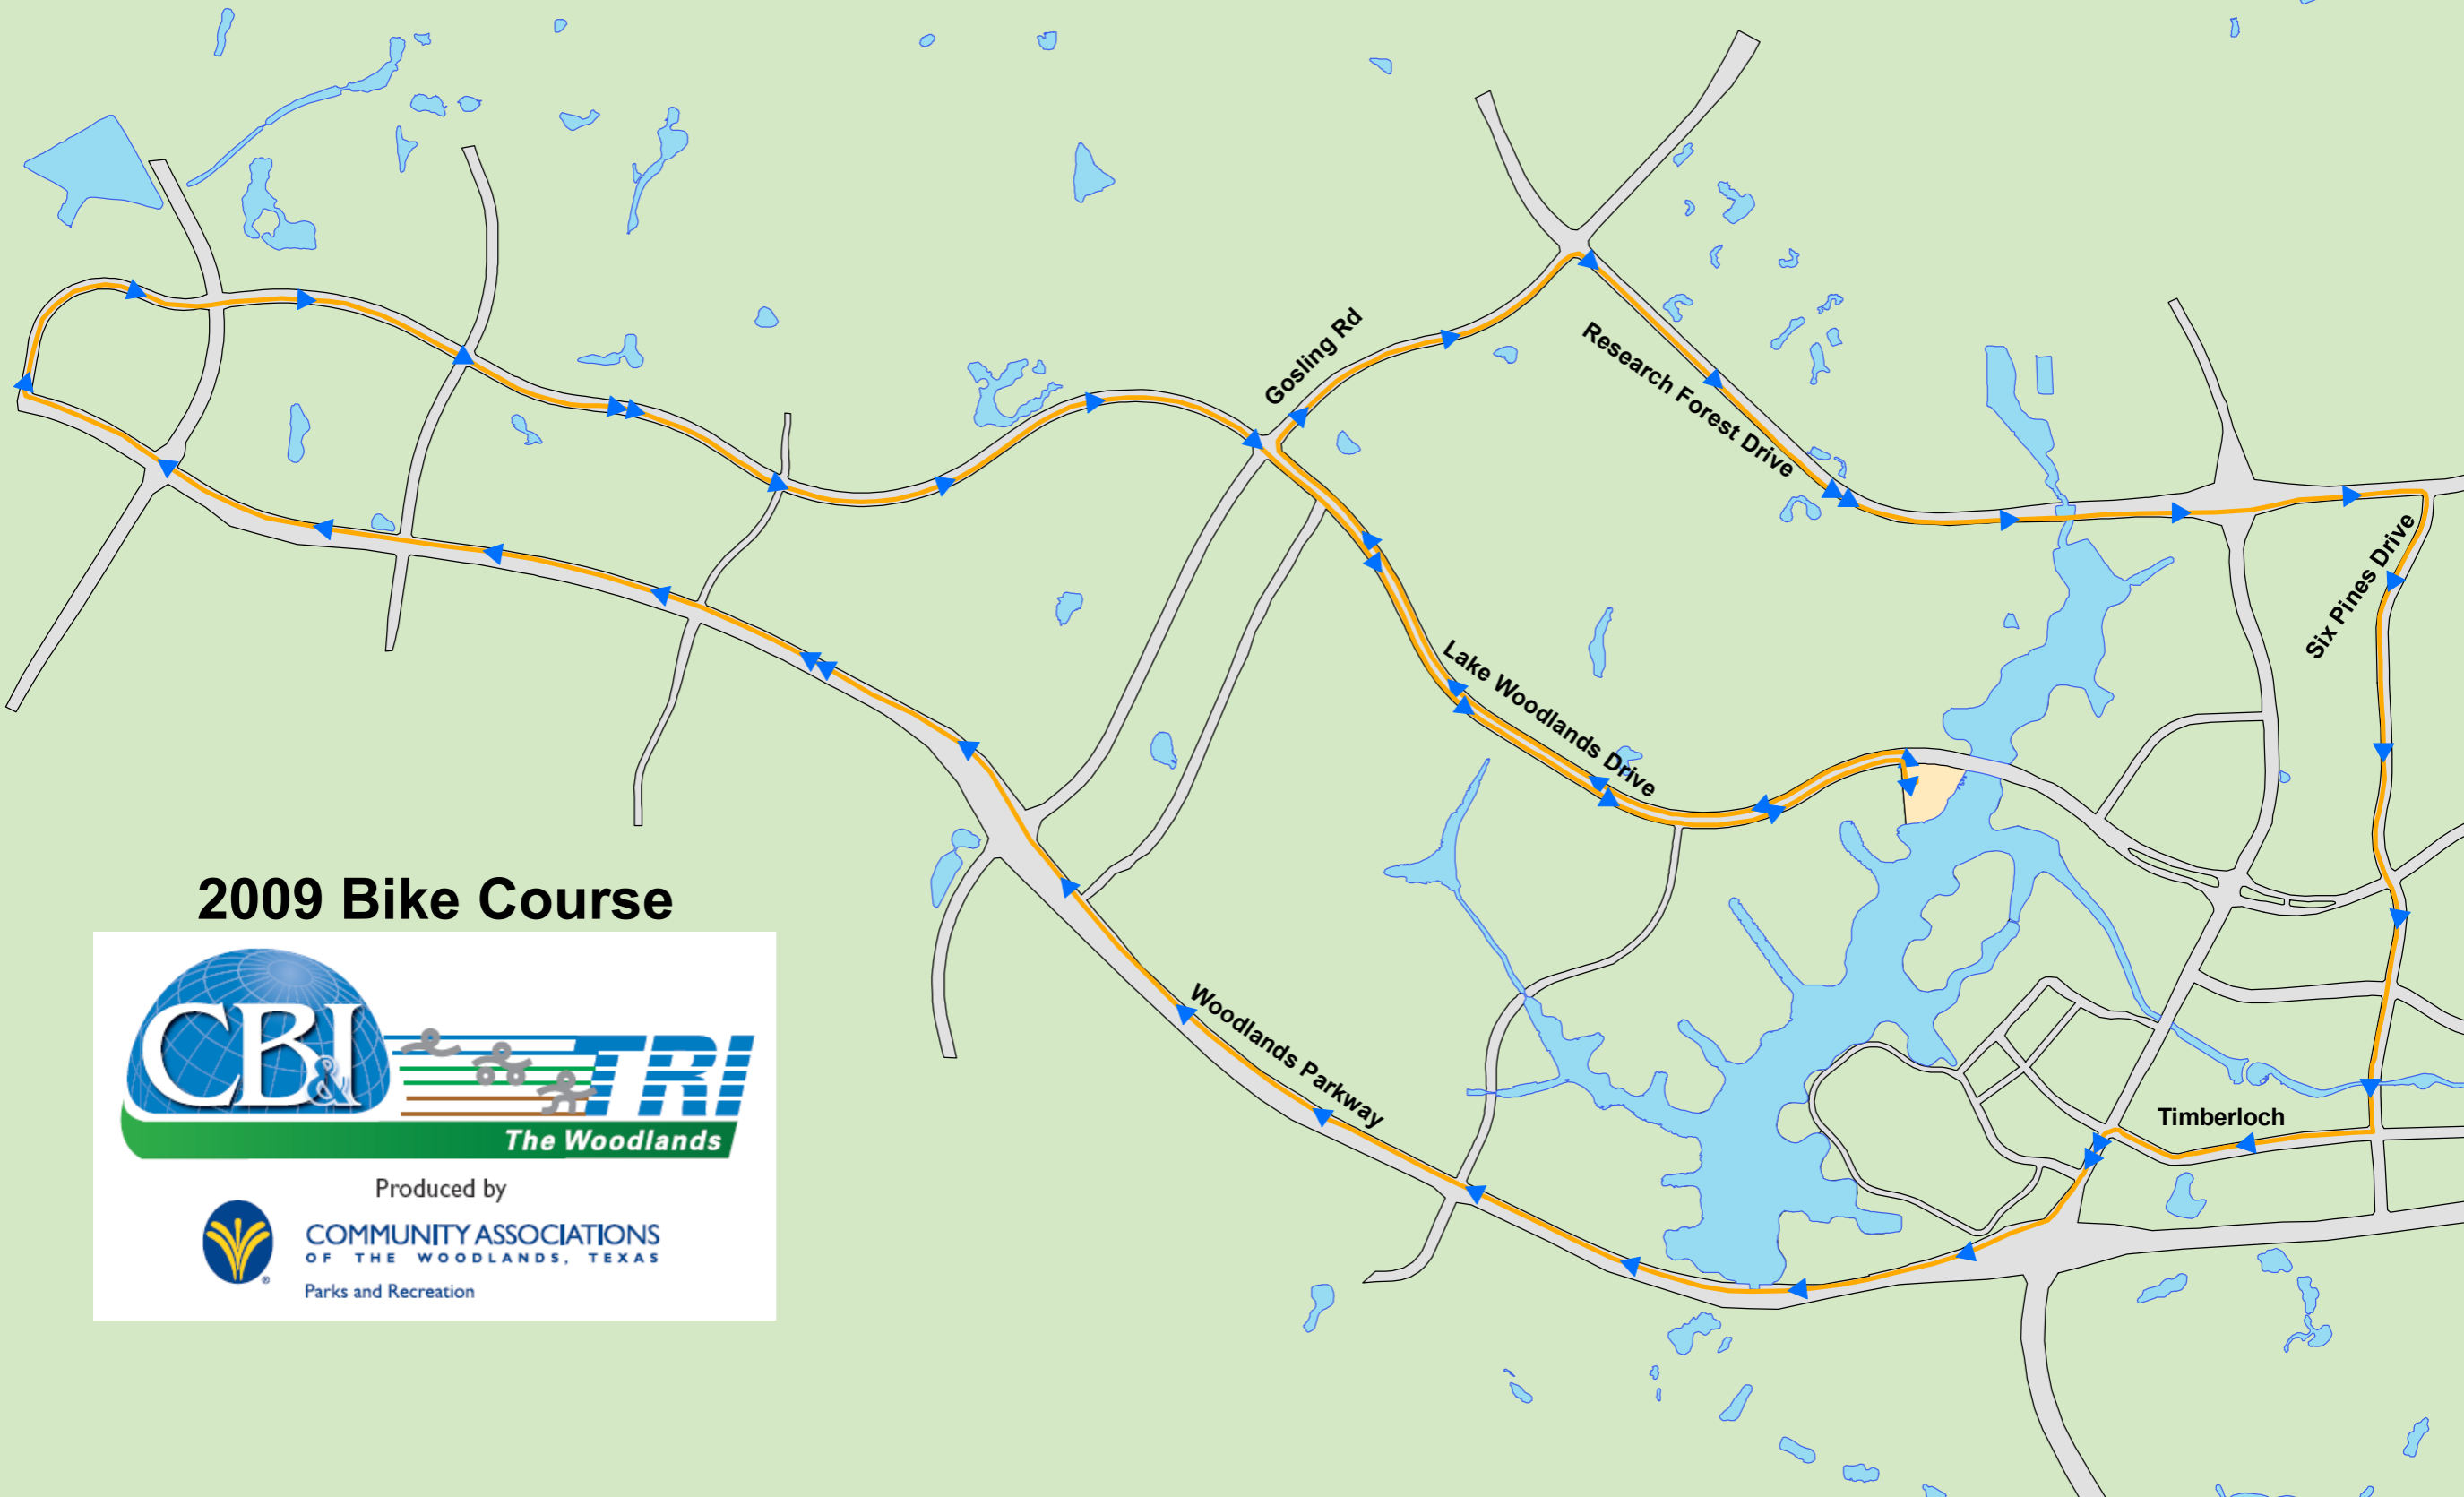 Gosling Rd
Research Forest Drive
Six Pines Drive
Lake Woodlands Drive
Woodlands Parkway
Timberloch
2009 Bike Course
CB&I TRI
The Woodlands
Produced by
COMMUNITY ASSOCIATIONS
OF THE WOODLANDS, TEXAS
®
Parks and Recreation